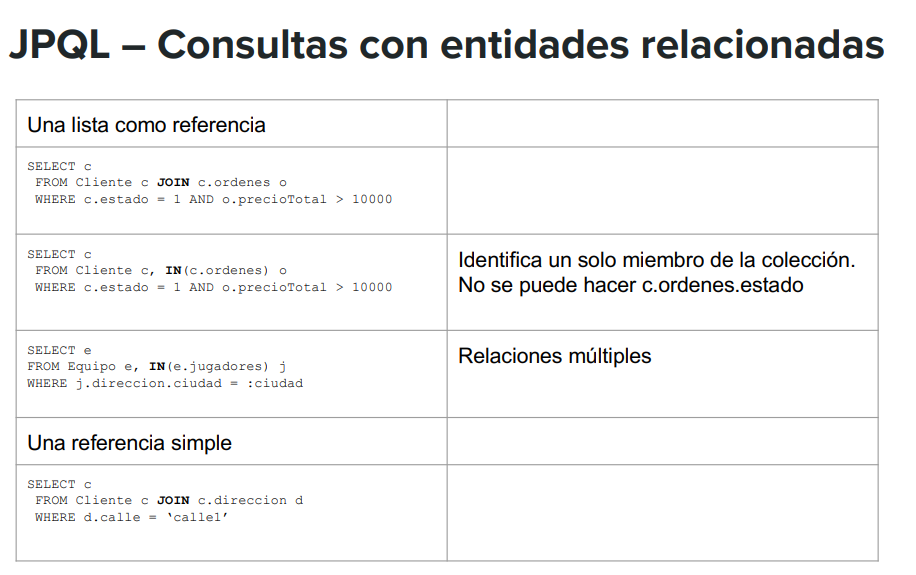 JPQL – Consultas con entidades relacionadas
Una lista como referencia
SELECT c
FROM Cliente c JOIN c.ordenes o
WHERE c.estado = 1 AND o.precioTotal > 10000
SELECT c
FROM Cliente c, IN(c.ordenes) o
WHERE c.estado = 1 AND o.precioTotal > 10000
Identifica un solo miembro de la colección.
No se puede hacer c.ordenes.estado
SELECT e
FROM Equipo e, IN(e.jugadores) j
WHERE j.direccion.ciudad = :ciudad
Relaciones múltiples
Una referencia simple
SELECT c
FROM Cliente c JOIN c.direccion d
WHERE d.calle = ‘calle1’